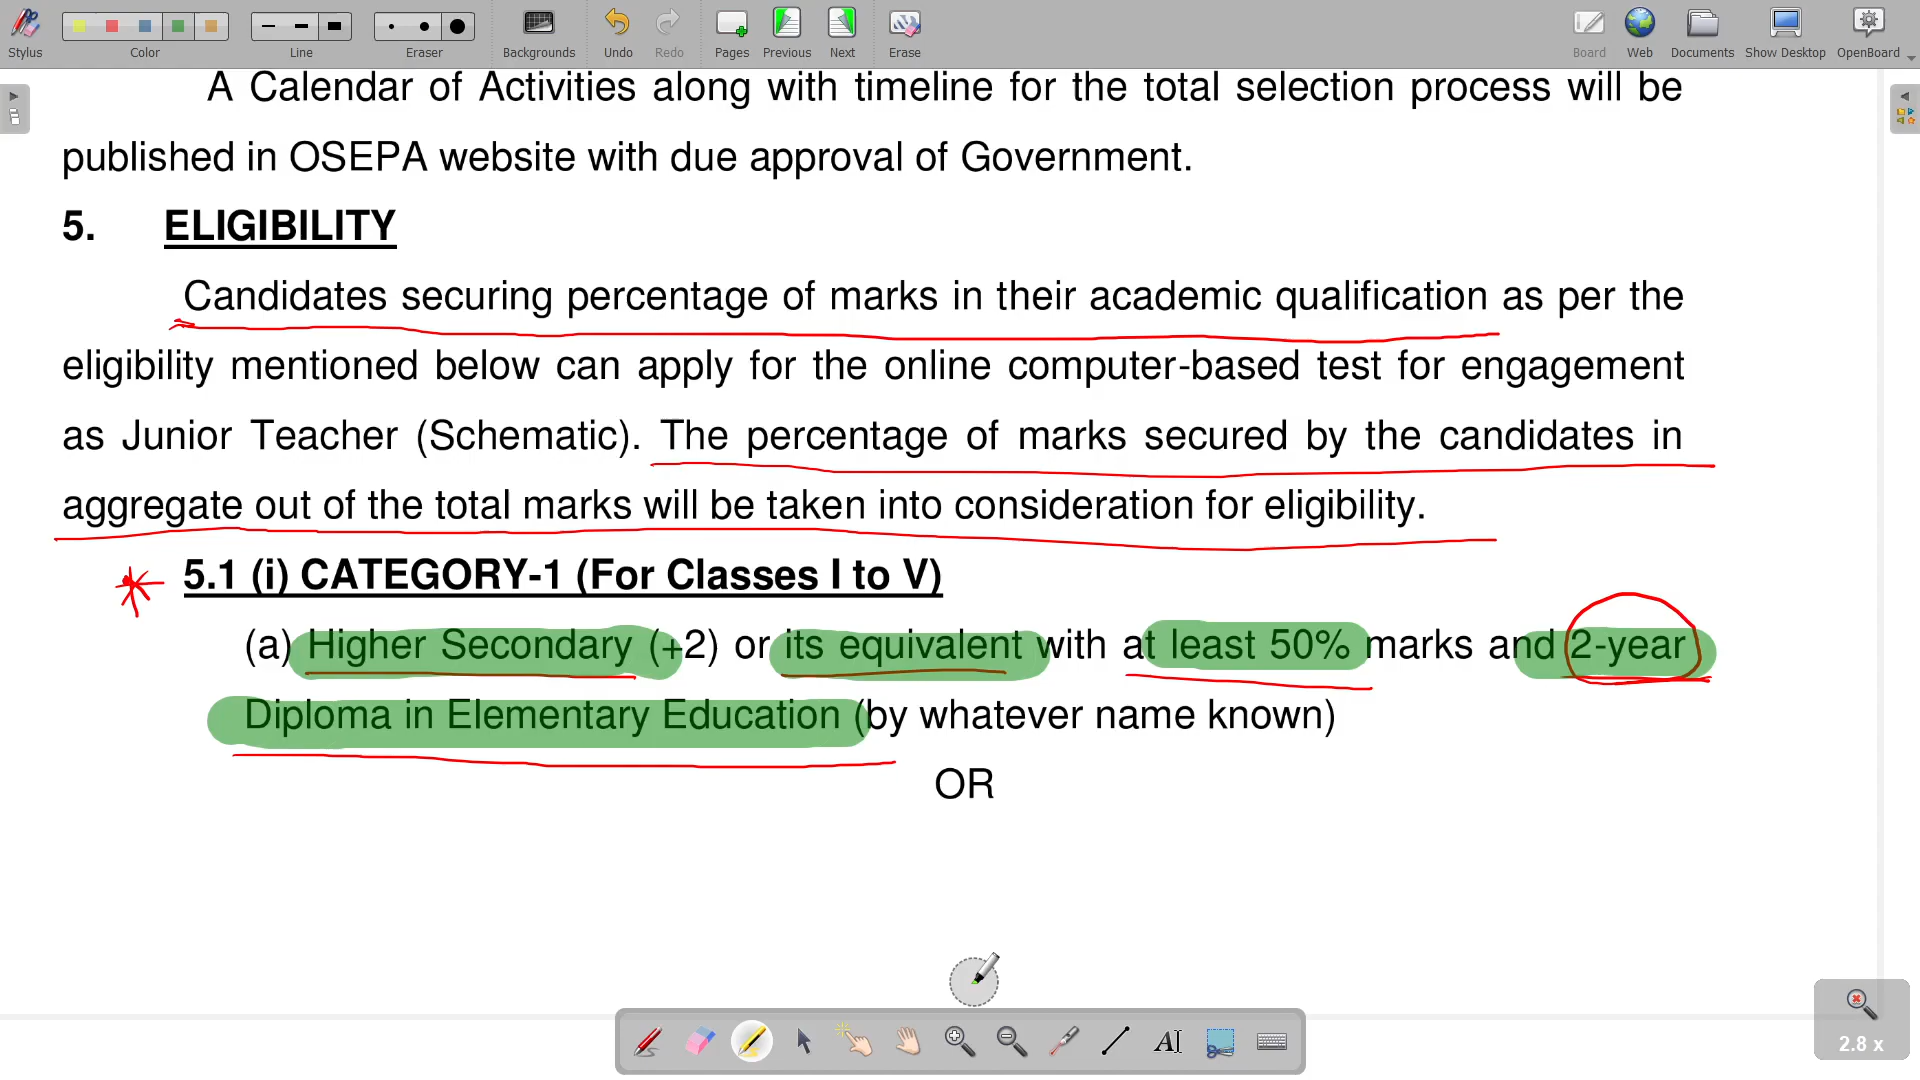 Stylus Color Line Eraser Backgrounds Undo Redo Pages Previous Next Erase Board Web Documents Show Desktop OpenBoard
A Calendar of Activities along with timeline for the total selection process will be
published in OSEPA website with due approval of Government.
5. ELIGIBILITY
Candidates securing percentage of marks in their academic qualification as per the
eligibility mentioned below can apply for the online computer-based test for engagement
as Junior Teacher (Schematic). The percentage of marks secured by the candidates in
aggregate out of the total marks will be taken into consideration for eligibility.
5.1 (i) CATEGORY-1 (For Classes I to V)
(a) Higher Secondary (+2) or its equivalent with at least 50% marks and 2-year
Diploma in Elementary Education (by whatever name known)
OR
2.8 x